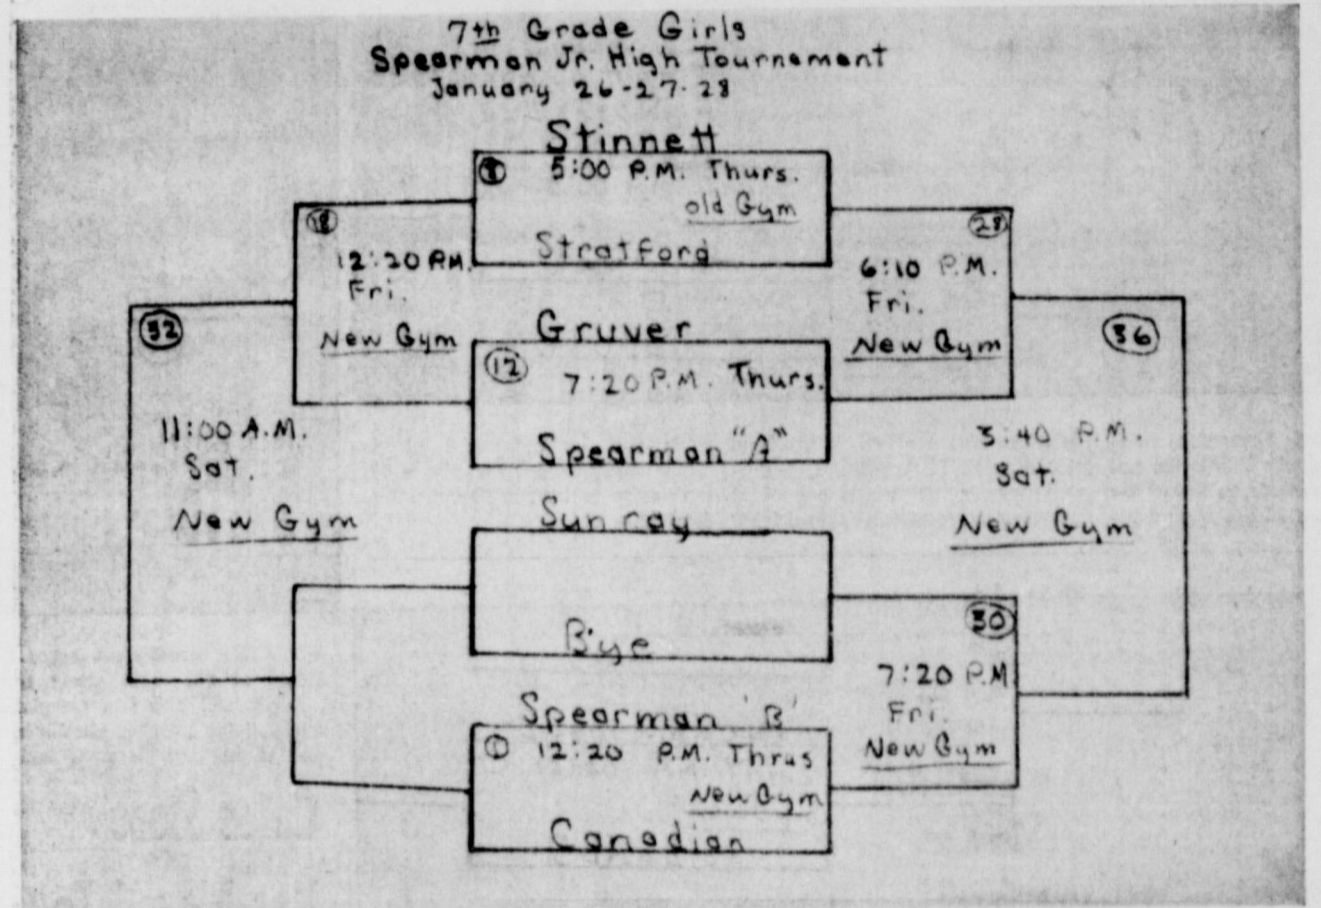 7th Grade Girls
Spearman Jr. High Tournament
January 26-27-28
Stinnett
5:00 P.M. Thurs.
old Gym
Stratford
18
12:20 P.M.
Fri.
New Gym
28
6:10 P.M.
Fri.
New Gym
Gruver
12
7:20 P.M. Thurs.
Spearman "A"
32
11:00 A.M.
Sat.
New Gym
36
3:40 P.M.
Sat.
New Gym
Sunray
Bye
30
7:20 P.M
Fri.
New Gym
Spearman 'B'
1
12:20 P.M. Thrus
New Gym
Canadian